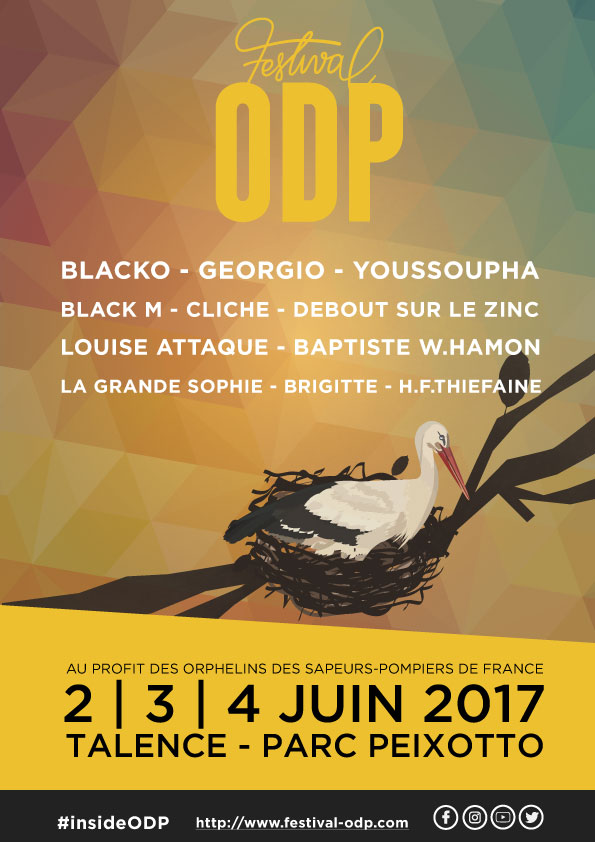 Festival
ODP
BLACKO - GEORGIO - YOUSSOUPHA
BLACK M - CLICHE - DEBOUT SUR LE ZINC
LOUISE ATTAQUE - BAPTISTE W.HAMON
LA GRANDE SOPHIE - BRIGITTE - H.F.THIEFAINE
AU PROFIT DES ORPHELINS DES SAPEURS-POMPIERS DE FRANCE
2 | 3 | 4 JUIN 2017
TALENCE - PARC PEIXOTTO
#insideODP http://www.festival-odp.com